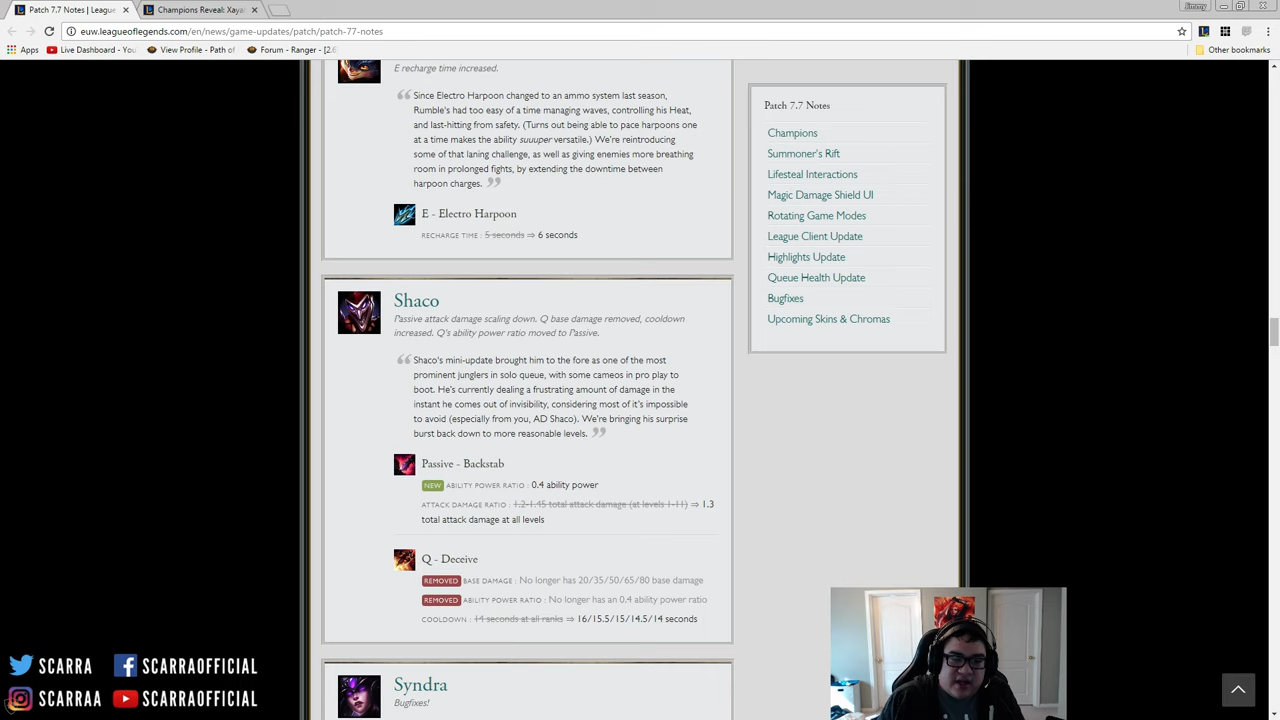 Patch 7.7 Notes | Leagu
Champions Reveal: Xaya
Jimmy
euw.leagueoflegends.com/en/news/game-updates/patch/patch-77-notes
Apps Live Dashboard - You View Profile - Path of Forum - Ranger - [2.6 Other bookmarks
E recharge time increased.
Since Electro Harpoon changed to an ammo system last season,
Rumble's had too easy of a time managing waves, controlling his Heat,
and last-hitting from safety. (Turns out being able to pace harpoons one
at a time makes the ability suuuper versatile.) We're reintroducing
some of that laning challenge, as well as giving enemies more breathing
room in prolonged fights, by extending the downtime between
harpoon charges.
E - Electro Harpoon
RECHARGE TIME : 5 seconds ⇒ 6 seconds
Shaco
Passive attack damage scaling down. Q base damage removed, cooldown
increased. Q's ability power ratio moved to Passive.
Shaco's mini-update brought him to the fore as one of the most
prominent junglers in solo queue, with some cameos in pro play to
boot. He's currently dealing a frustrating amount of damage in the
instant he comes out of invisibility, considering most of it's impossible
to avoid (especially from you, AD Shaco). We're bringing his surprise
burst back down to more reasonable levels.
Passive - Backstab
NEW ABILITY POWER RATIO : 0.4 ability power
ATTACK DAMAGE RATIO : 1.2-1.45 total attack damage (at levels 1-11) ⇒ 1.3
total attack damage at all levels
Q - Deceive
REMOVED BASE DAMAGE : No longer has 20/35/50/65/80 base damage
REMOVED ABILITY POWER RATIO : No longer has an 0.4 ability power ratio
COOLDOWN : 14 seconds at all ranks ⇒ 16/15.5/15/14.5/14 seconds
Syndra
Bugfixes!
Patch 7.7 Notes
Champions
Summoner's Rift
Lifesteal Interactions
Magic Damage Shield UI
Rotating Game Modes
League Client Update
Highlights Update
Queue Health Update
Bugfixes
Upcoming Skins & Chromas
SCARRA SCARRAOFFICIAL
SCARRAA SCARRAOFFICIAL